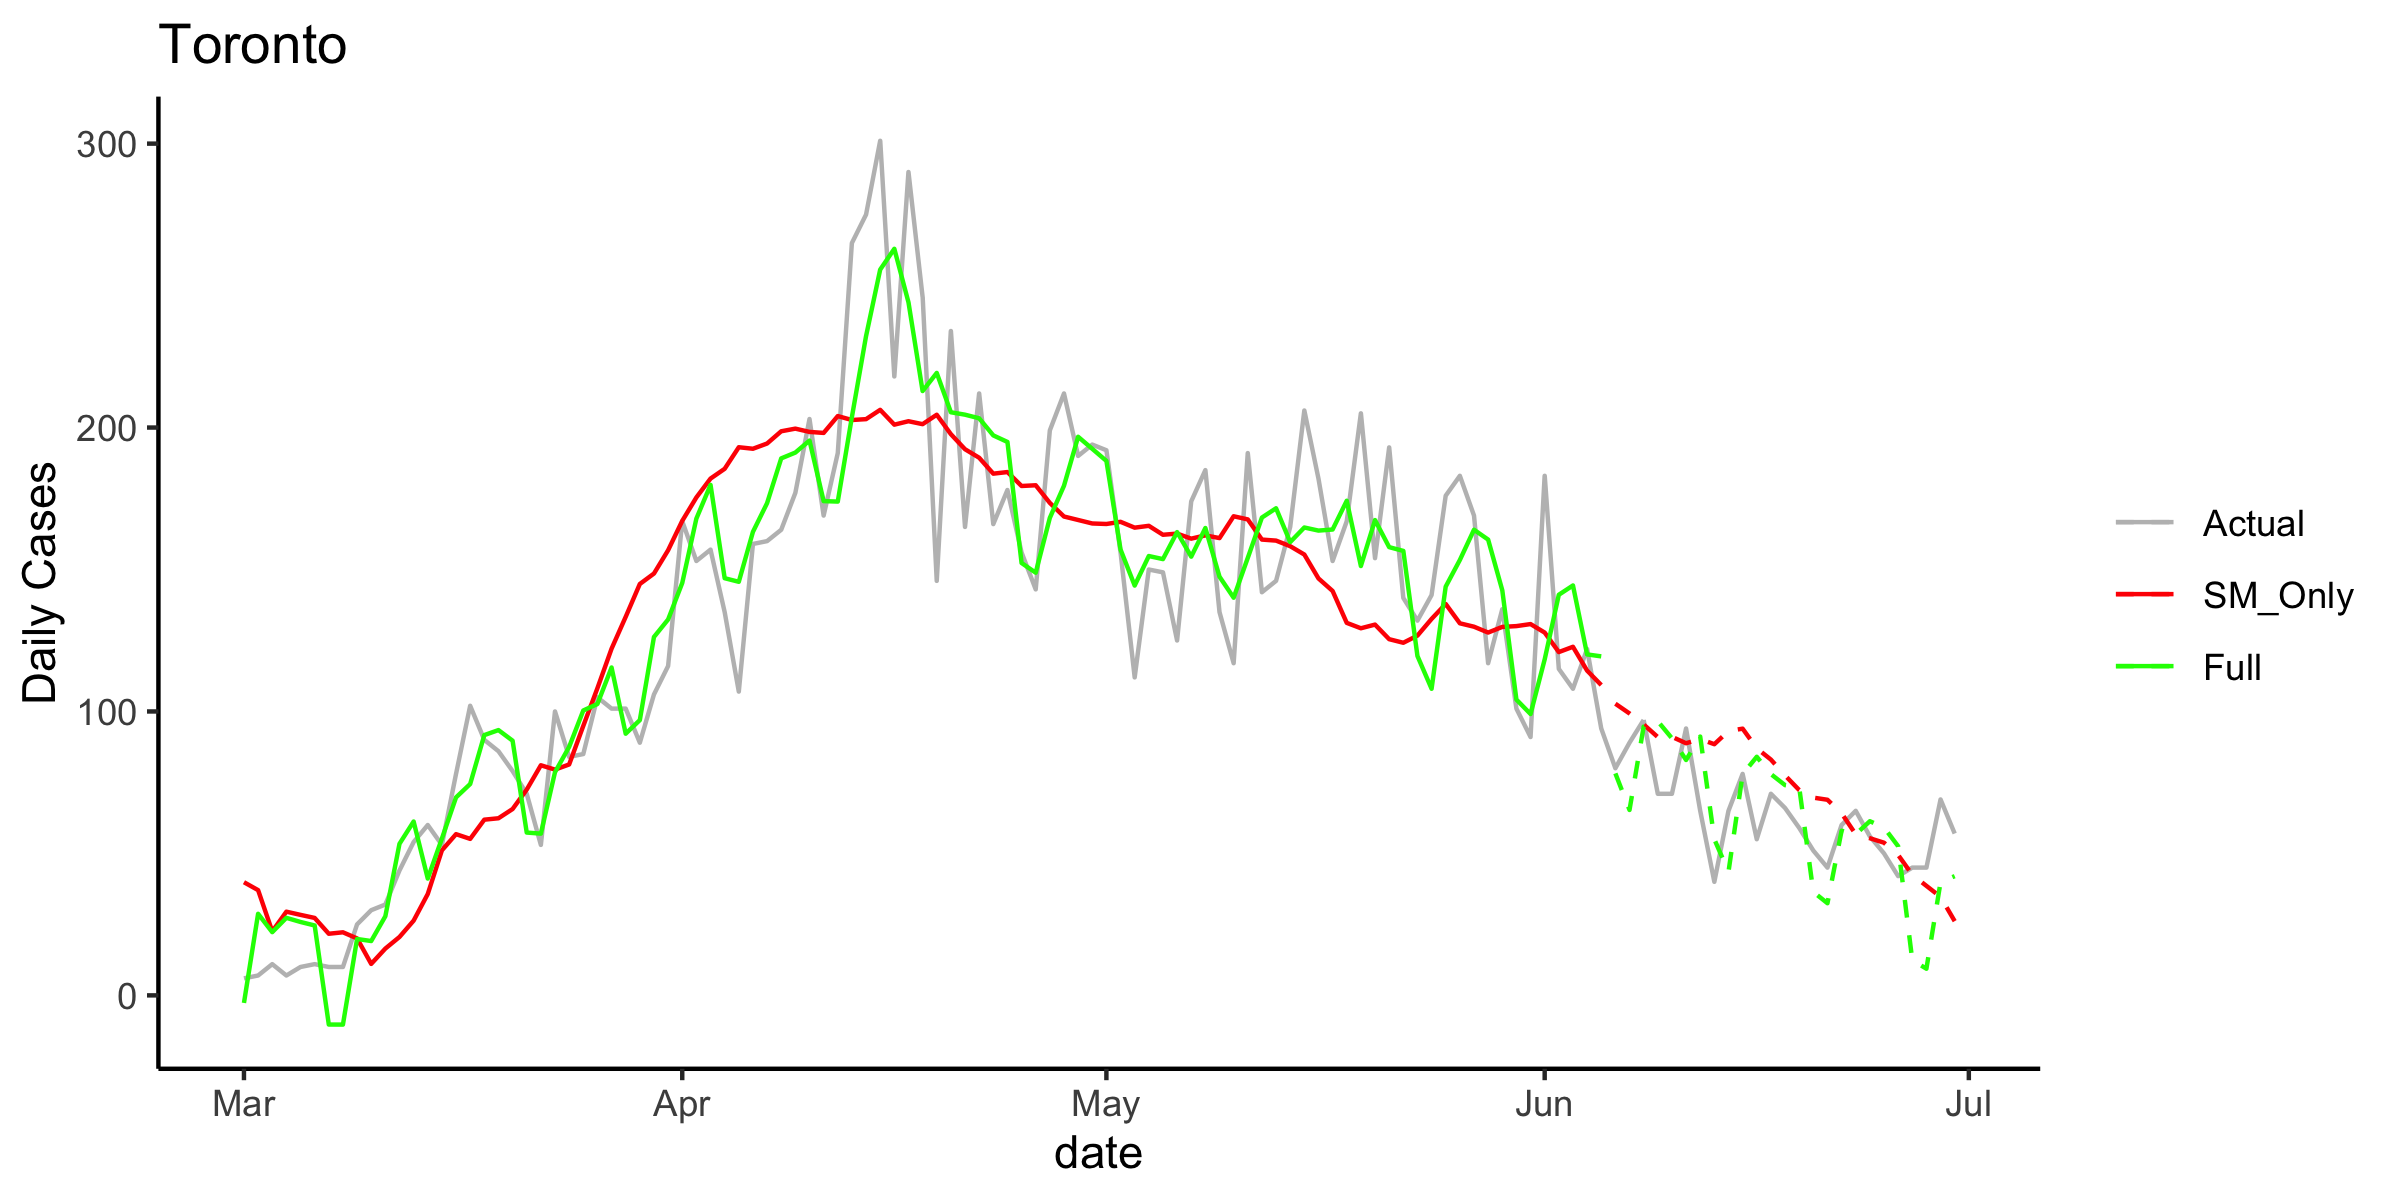 Toronto
300
200
100
0
Daily Cases
Mar Apr May Jun Jul
date
Actual
SM_Only
Full